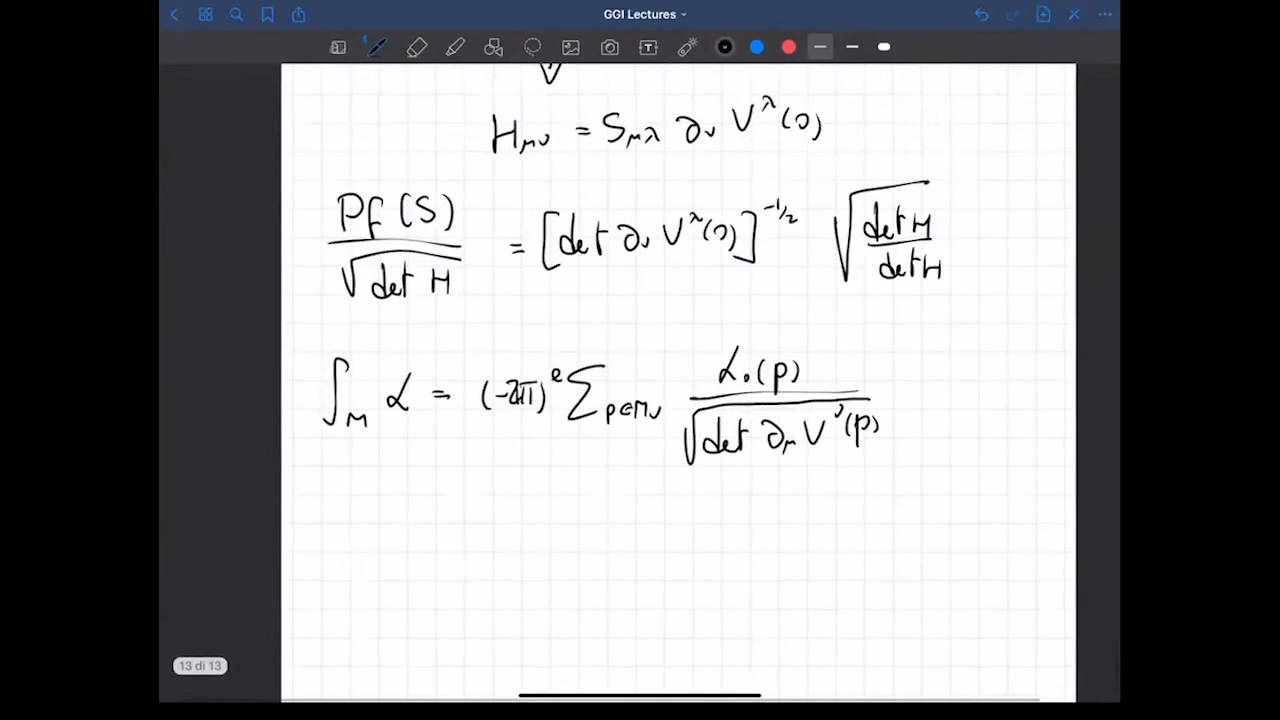 GGI Lectures
H_{μν} = S_{μλ} ∂_ν V^λ(0)
Pf(S) / √(det H) = [det ∂_ν V^λ(0)]^{-1/2} √(det H / det H)
∫_M α = (-2π)^ℓ Σ_{p∈M_V} α_0(p) / √(det ∂_μ V^ν(p))
13 di 13